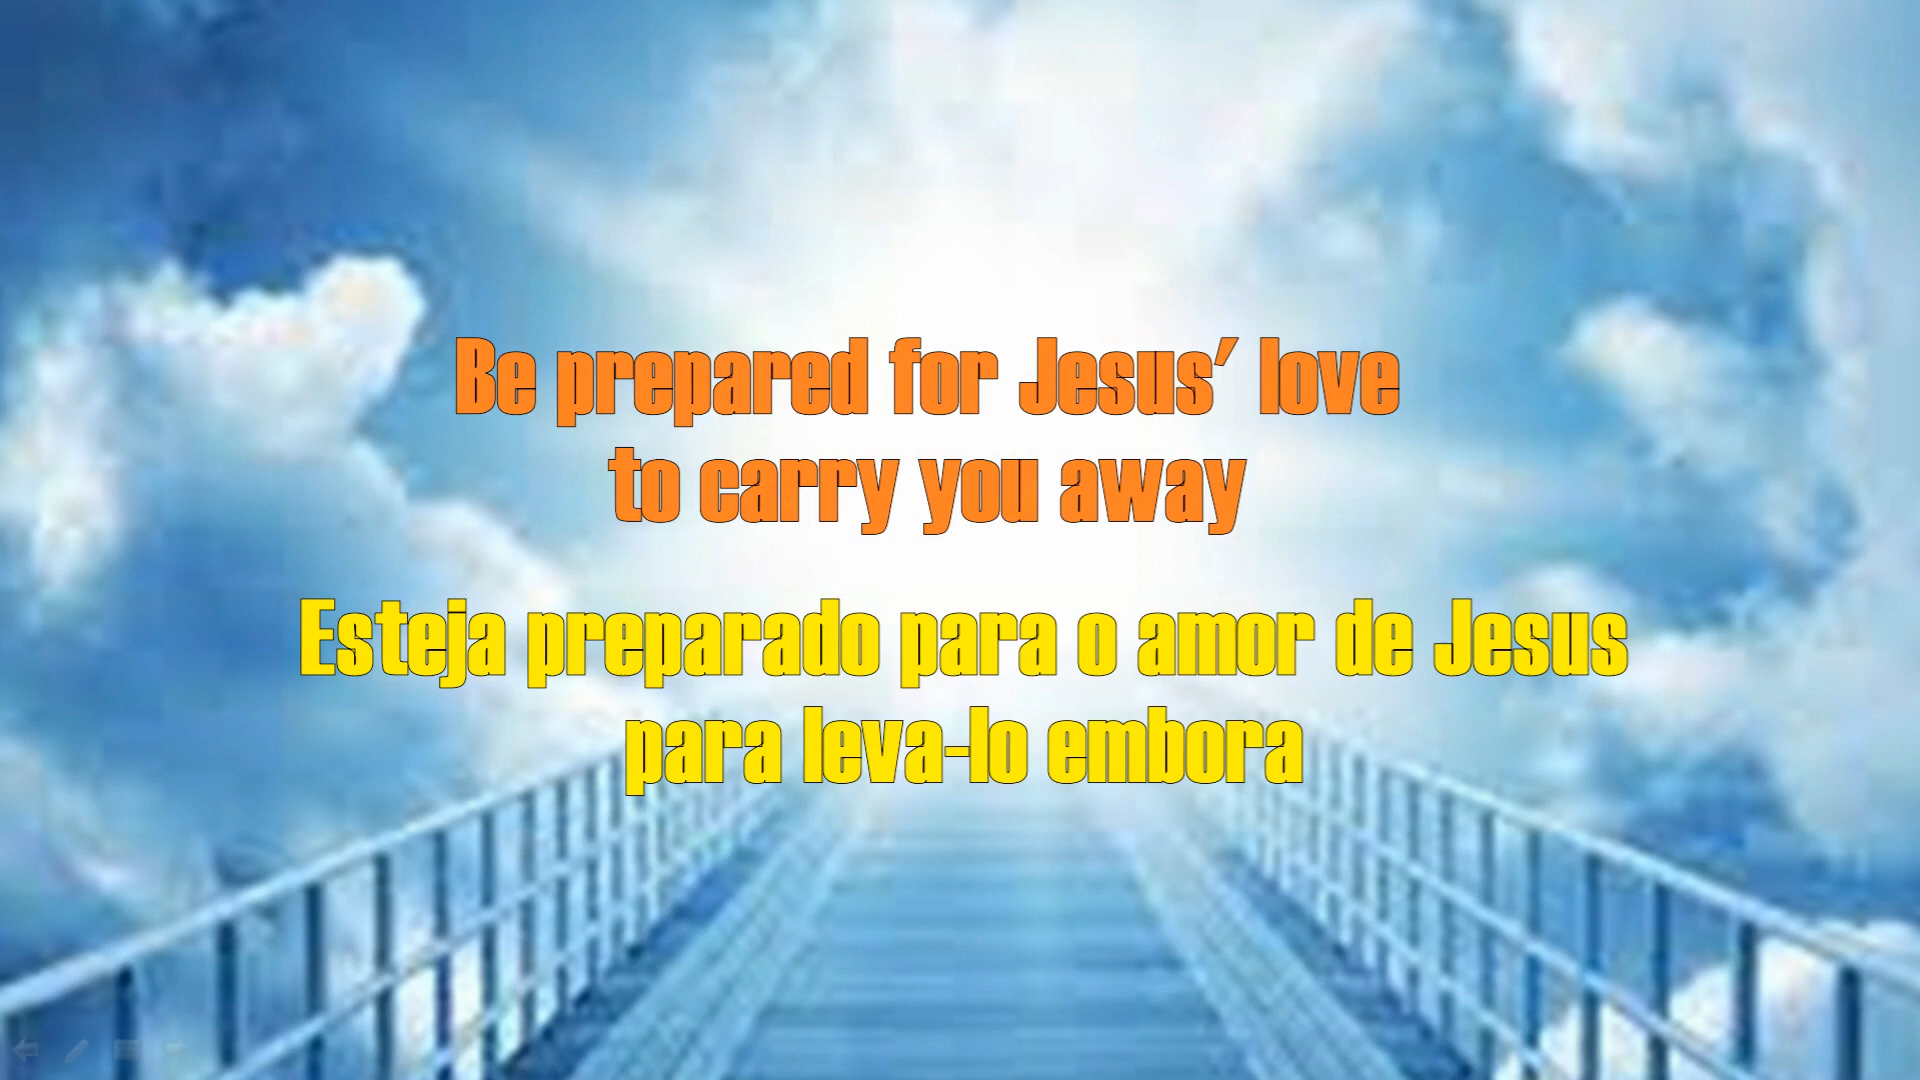 Be prepared for Jesus' love
to carry you away
Esteja preparado para o amor de Jesus
para leva-lo embora